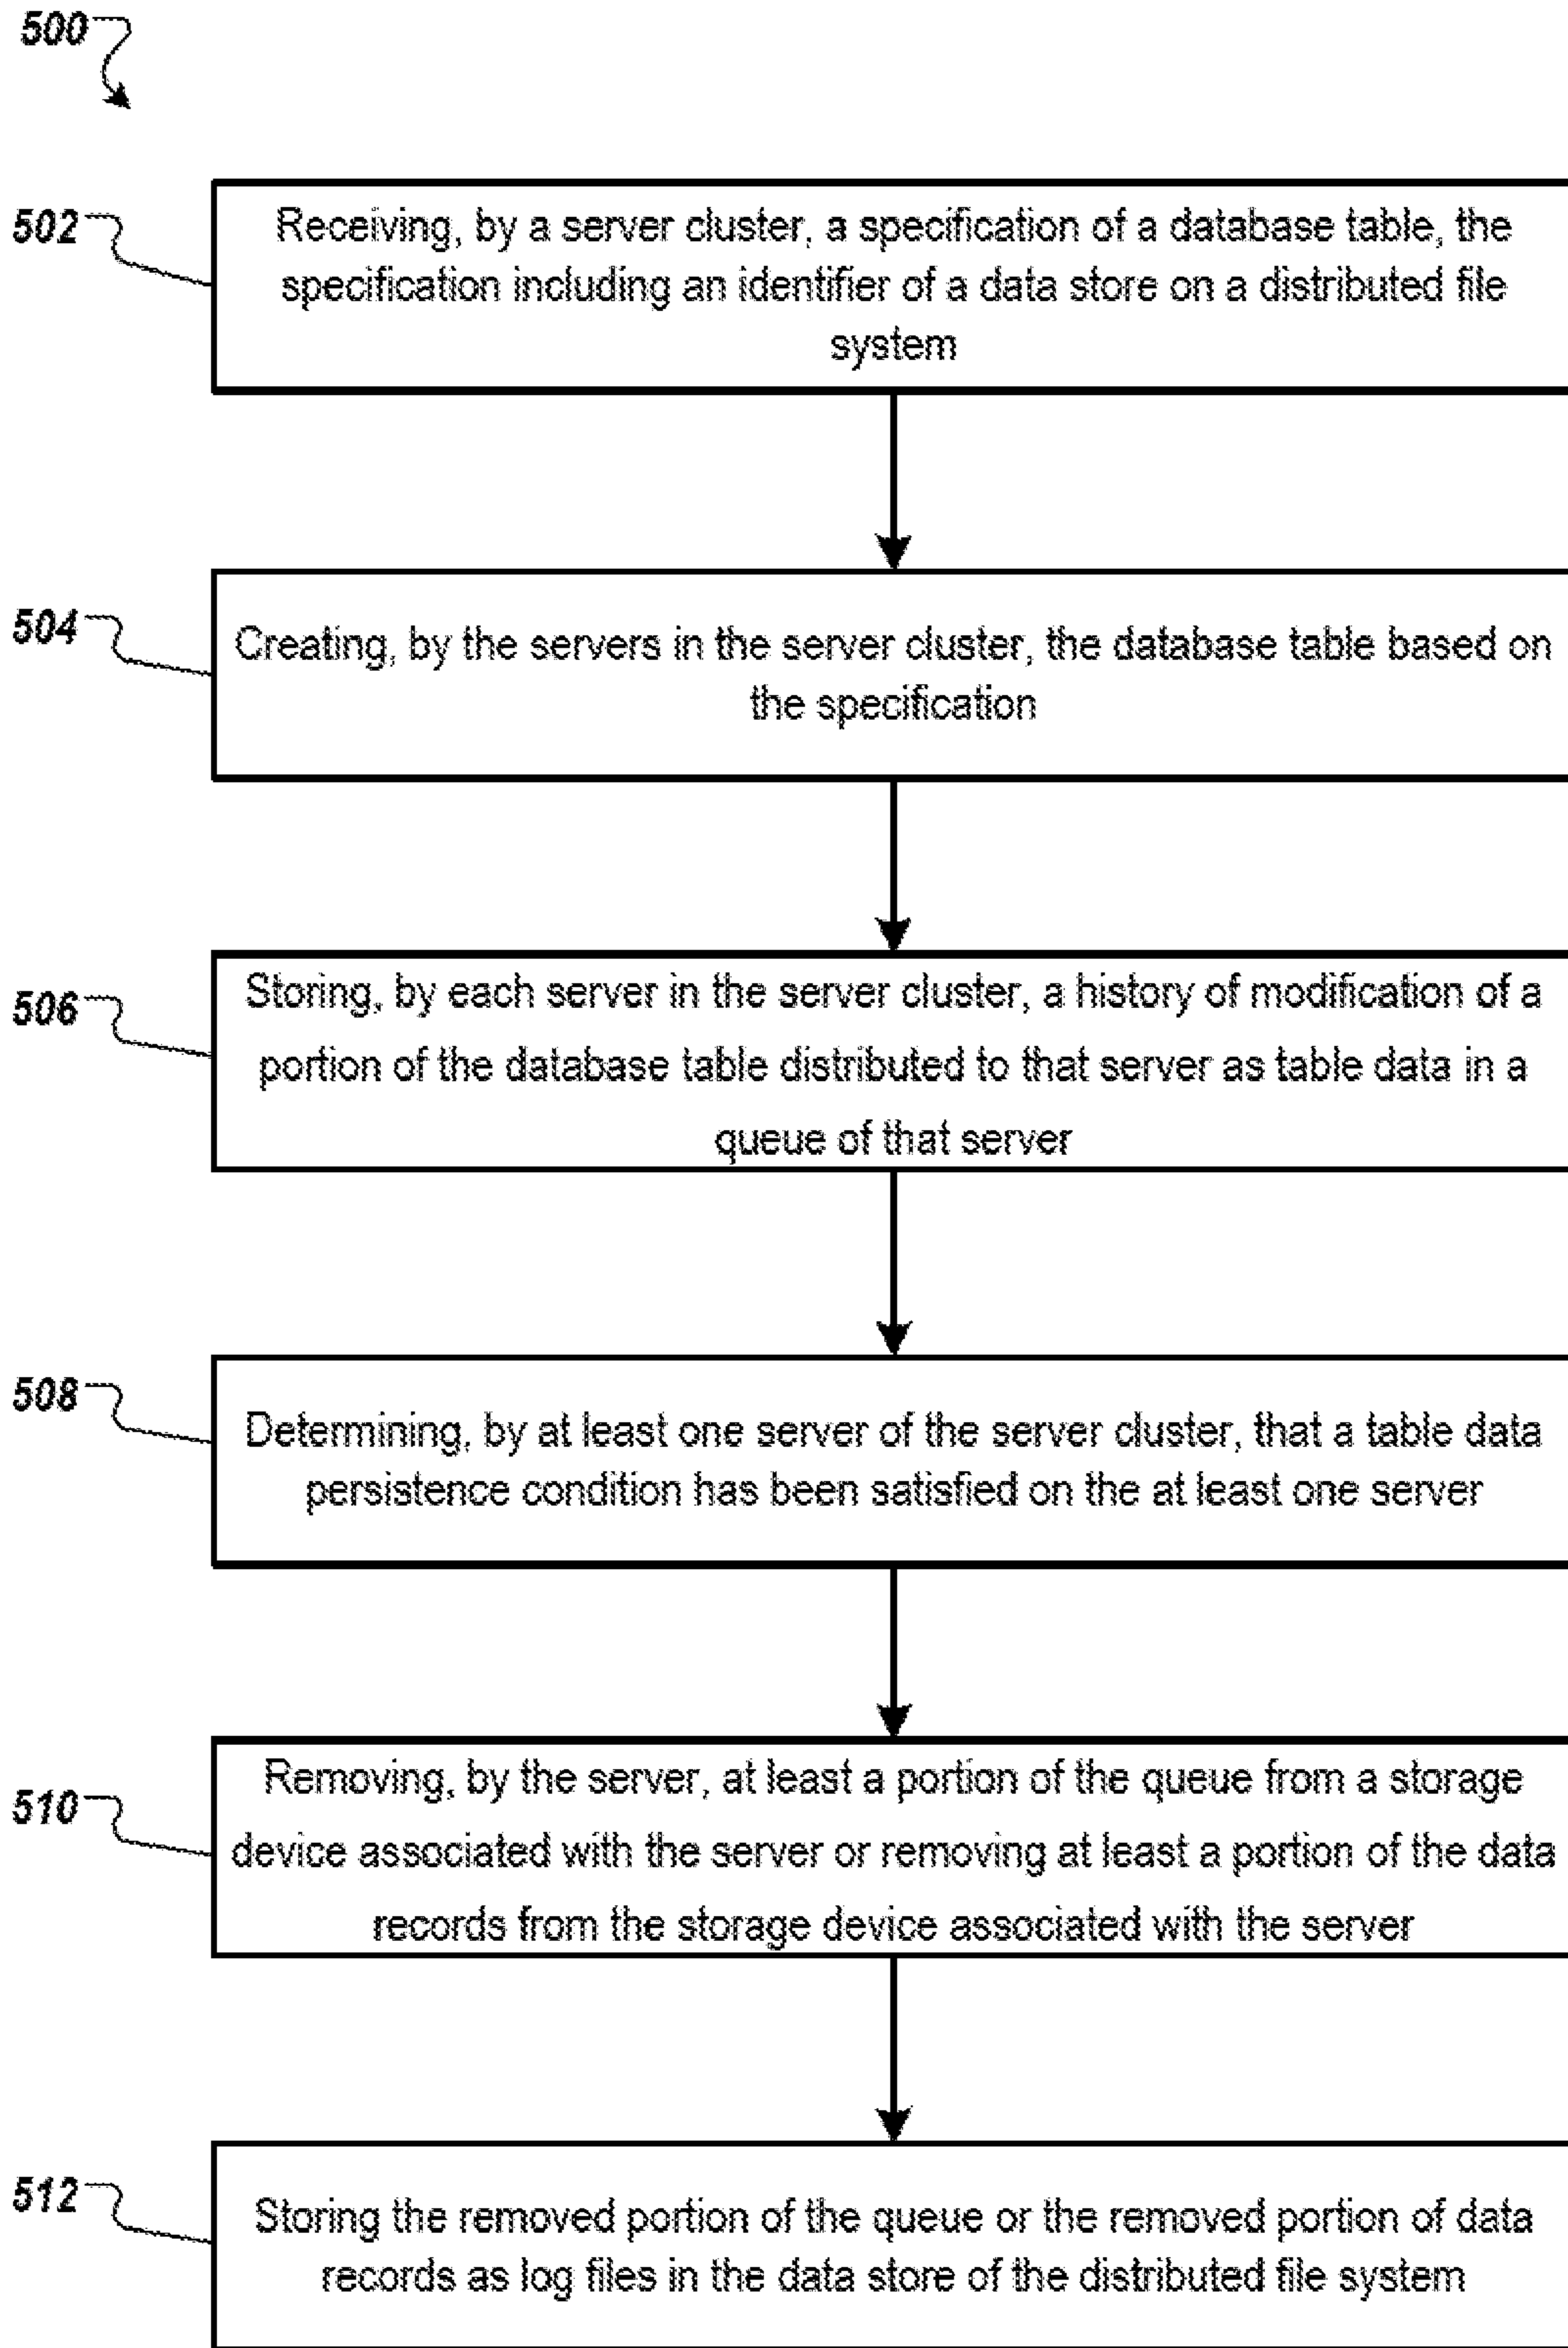 500
502
Receiving, by a server cluster, a specification of a database table, the
specification including an identifier of a data store on a distributed file
system
504
Creating, by the servers in the server cluster, the database table based on
the specification
506
Storing, by each server in the server cluster, a history of modification of a
portion of the database table distributed to that server as table data in a
queue of that server
508
Determining, by at least one server of the server cluster, that a table data
persistence condition has been satisfied on the at least one server
510
Removing, by the server, at least a portion of the queue from a storage
device associated with the server or removing at least a portion of the data
records from the storage device associated with the server
512
Storing the removed portion of the queue or the removed portion of data
records as log files in the data store of the distributed file system